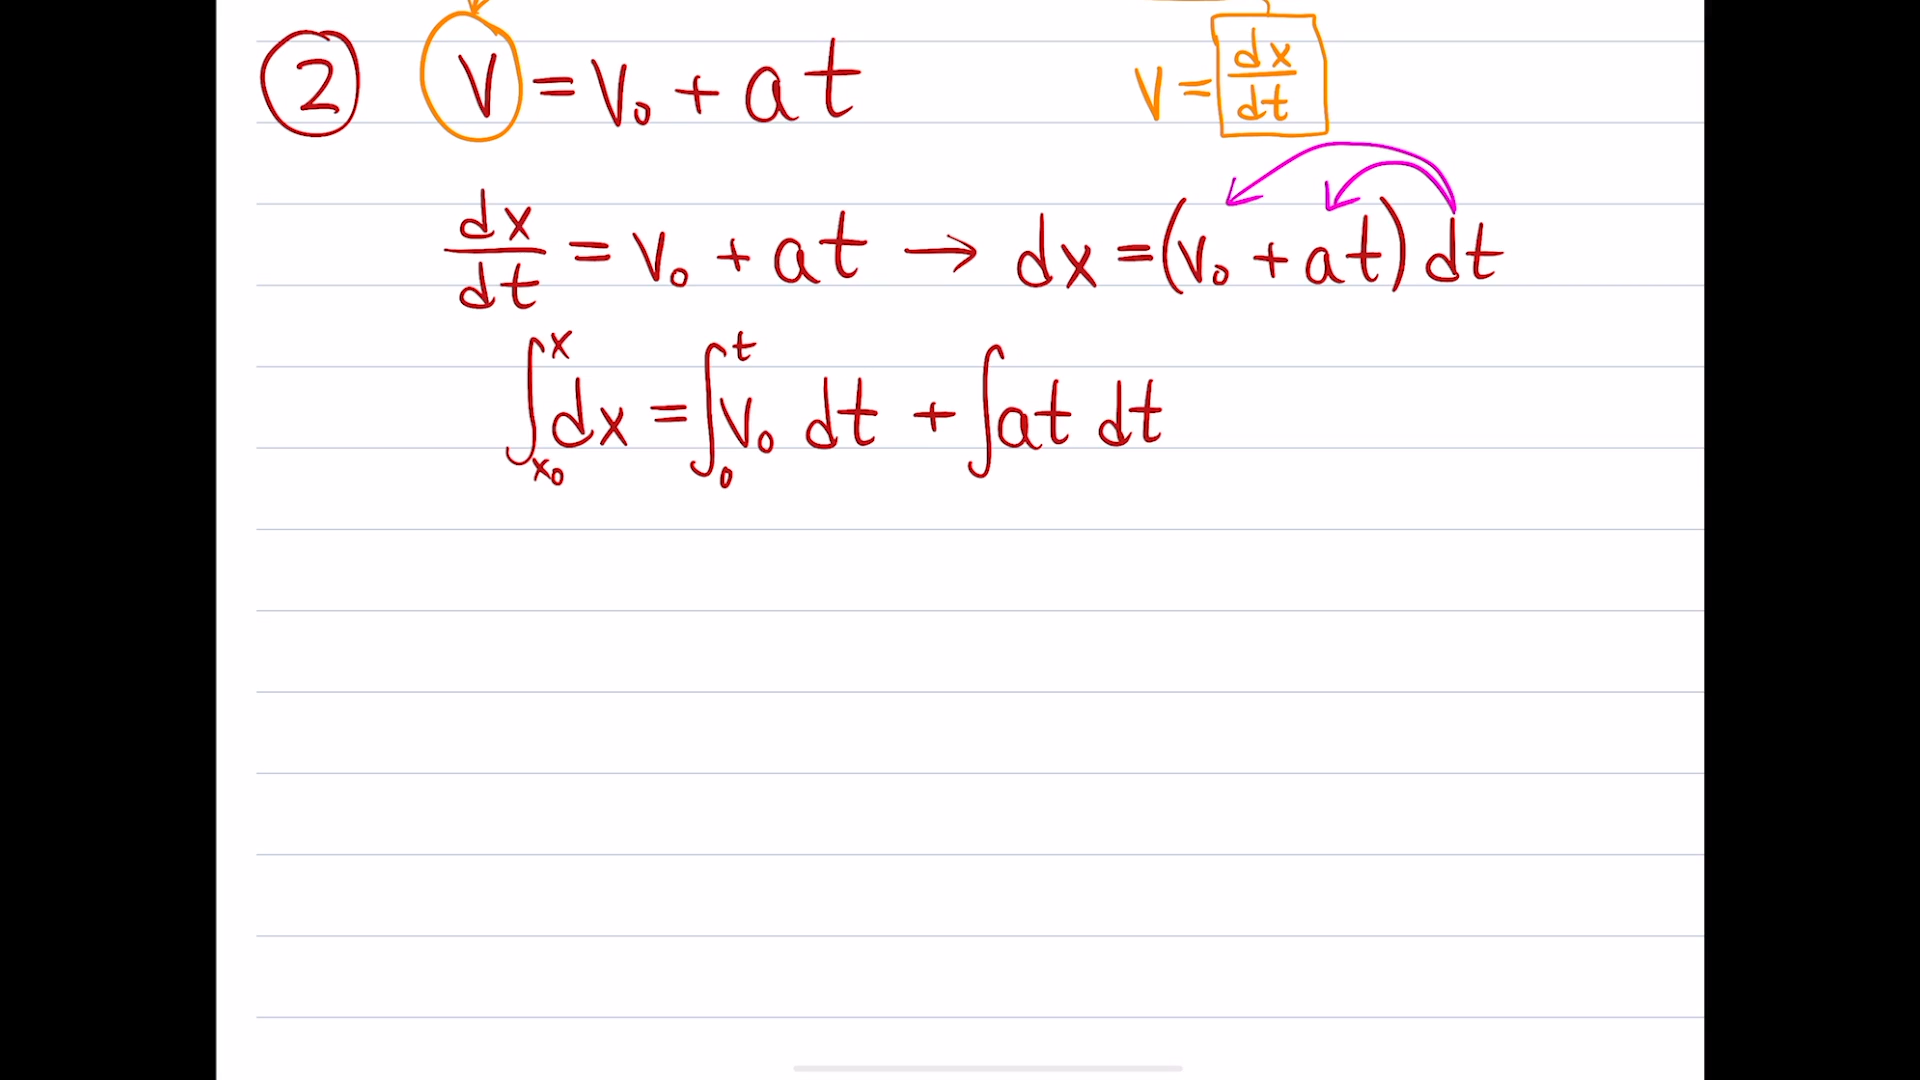 ② v = v₀ + at v = dx/dt
dx/dt = v₀ + at → dx = (v₀ + at) dt
∫ₓ₀ˣ dx = ∫₀ᵗ v₀ dt + ∫ at dt